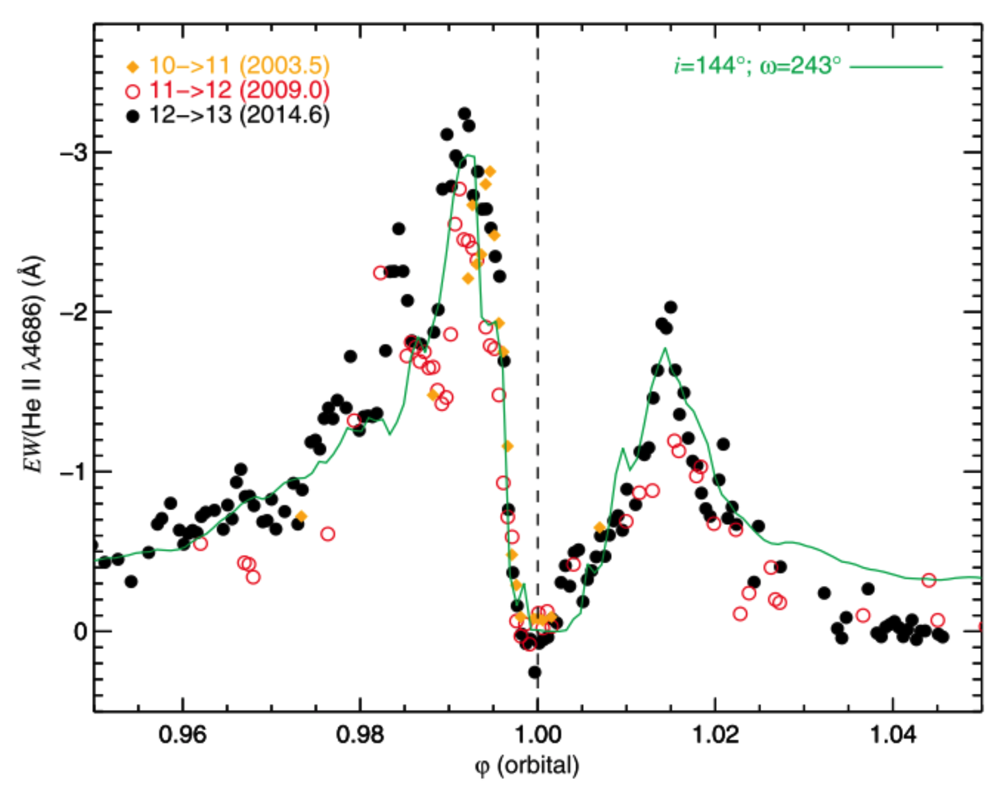 10->11 (2003.5)
11->12 (2009.0)
12->13 (2014.6)
i=144°; ω=243°
−3
−2
−1
0
EW(He II λ4686) (Å)
0.96 0.98 1.00 1.02 1.04
φ (orbital)